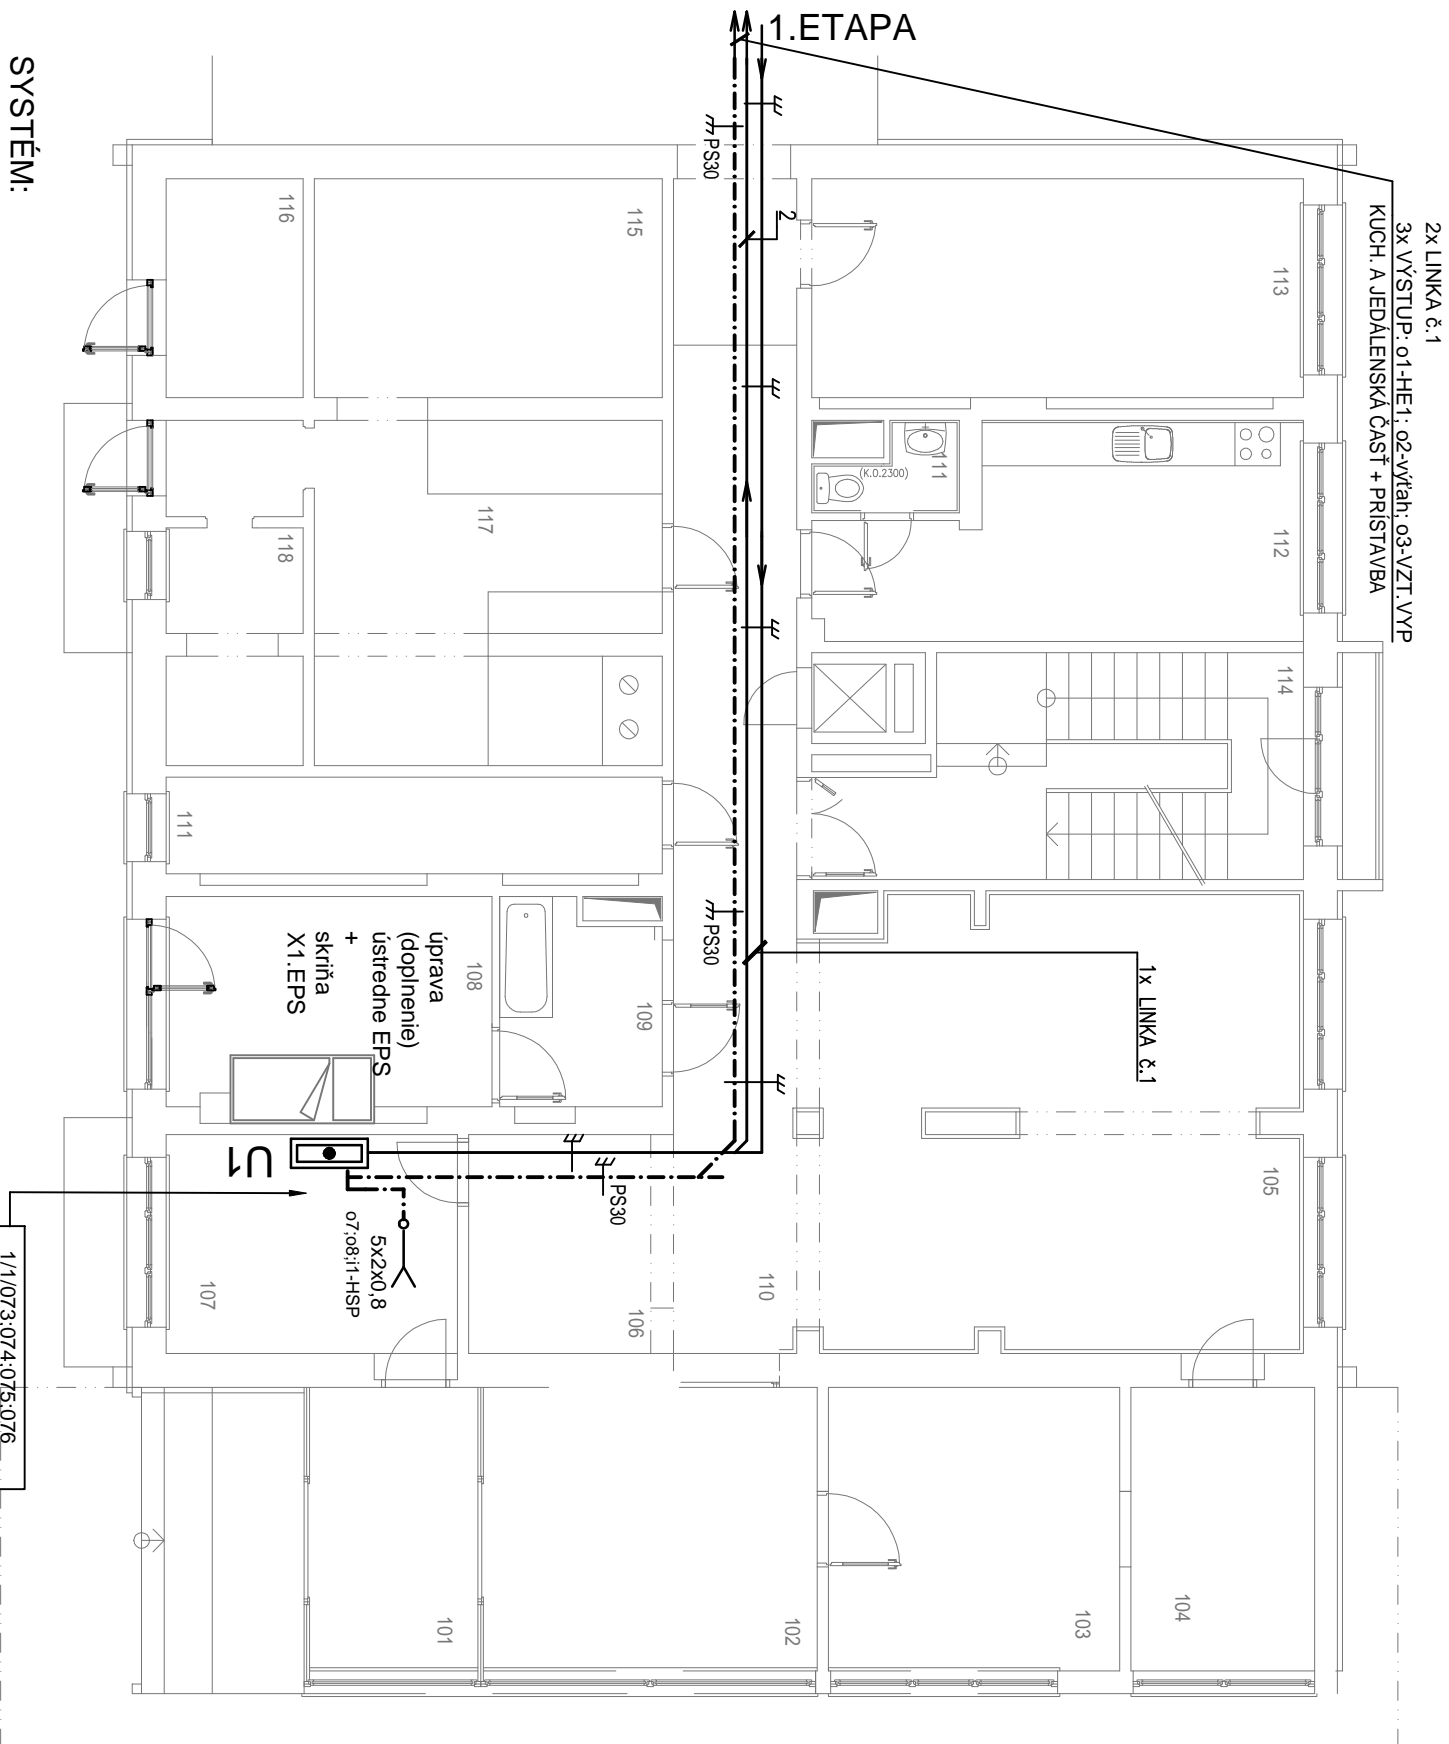 1.ETAPA
2x LINKA č.1
3x VÝSTUP: o1-HE1; o2-výťah; o3-VZT.VYP
KUCH. A JEDÁLENSKÁ ČASŤ + PRÍSTAVBA
SYSTÉM:
PS30
2
116
115
113
111
(K.O.2300)
112
117
118
114
111
PS30
1x LINKA č.1
úprava
(doplnenie)
ústredne EPS
+
skriňa
X1.EPS
108
109
105
U1
PS30
5x2x0,8
o7;o8;i1-HSP
107
106
110
1/1/073;074;075;076
101
102
103
104